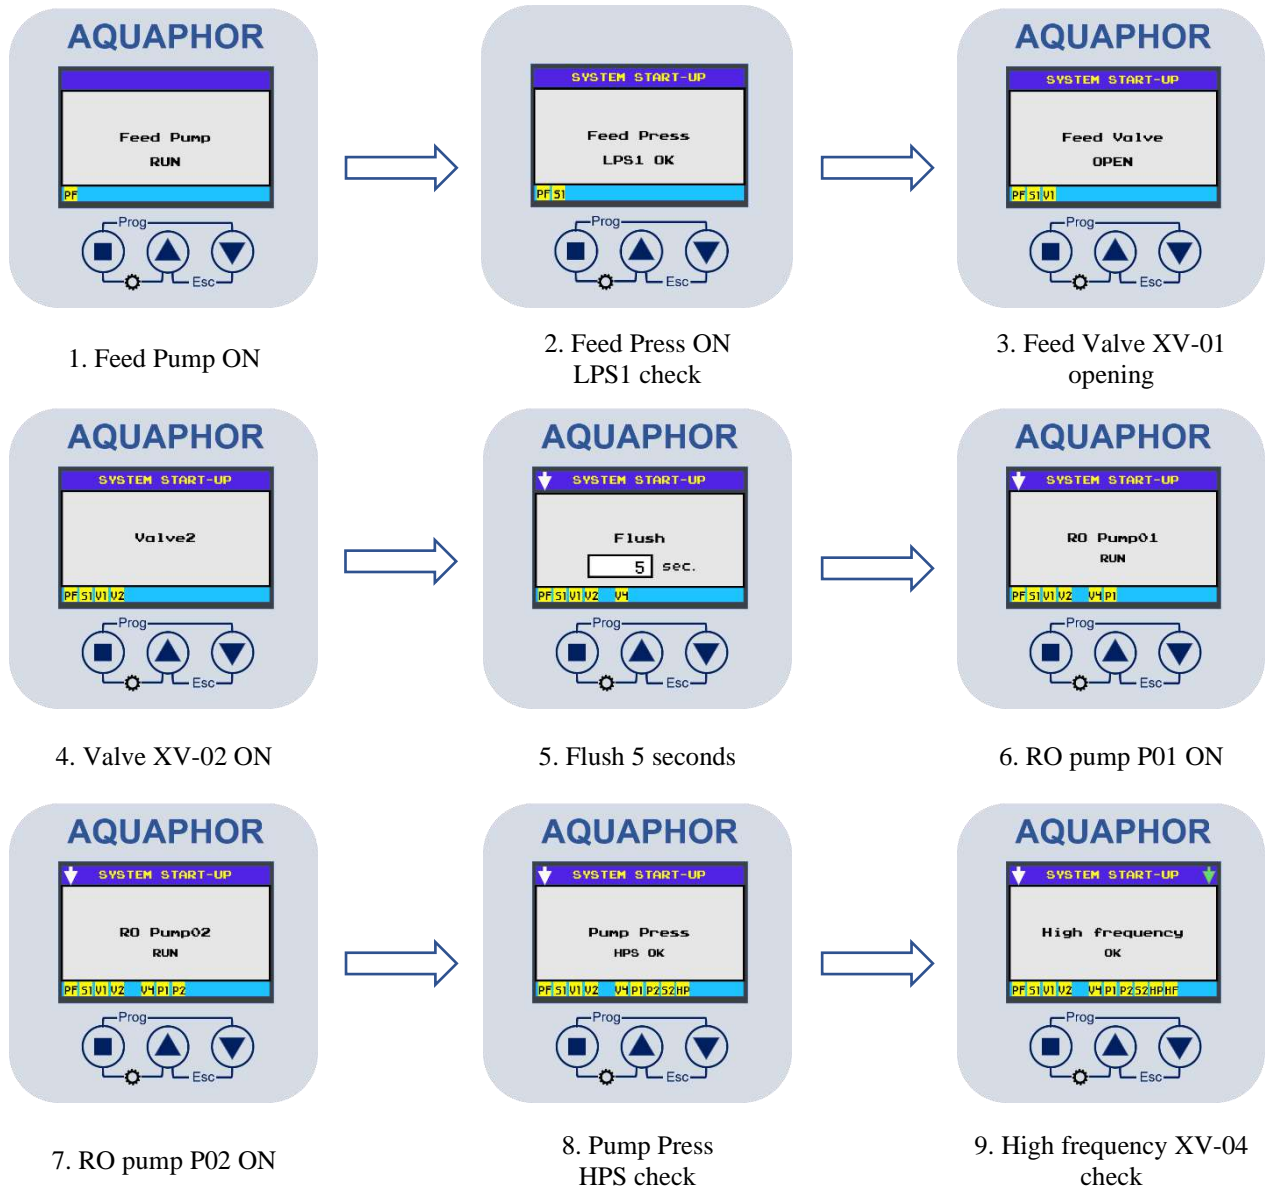 AQUAPHOR
Feed Pump
RUN
PF
Prog
Esc
1. Feed Pump ON
SYSTEM START-UP
Feed Press
LPS1 OK
PF S1
Prog
Esc
2. Feed Press ON
LPS1 check
AQUAPHOR
SYSTEM START-UP
Feed Valve
OPEN
PF S1 V1
Prog
Esc
3. Feed Valve XV-01
opening
AQUAPHOR
SYSTEM START-UP
Valve2
PF S1 V1 V2
Prog
Esc
4. Valve XV-02 ON
AQUAPHOR
SYSTEM START-UP
Flush
5 sec.
PF S1 V1 V2 V4
Prog
Esc
5. Flush 5 seconds
AQUAPHOR
SYSTEM START-UP
RO Pump01
RUN
PF S1 V1 V2 V4 P1
Prog
Esc
6. RO pump P01 ON
AQUAPHOR
SYSTEM START-UP
RO Pump02
RUN
PF S1 V1 V2 V4 P1 P2
Prog
Esc
7. RO pump P02 ON
AQUAPHOR
SYSTEM START-UP
Pump Press
HPS OK
PF S1 V1 V2 V4 P1 P2 S2 HP
Prog
Esc
8. Pump Press
HPS check
AQUAPHOR
SYSTEM START-UP
High frequency
OK
PF S1 V1 V2 V4 P1 P2 S2 HP HF
Prog
Esc
9. High frequency XV-04
check